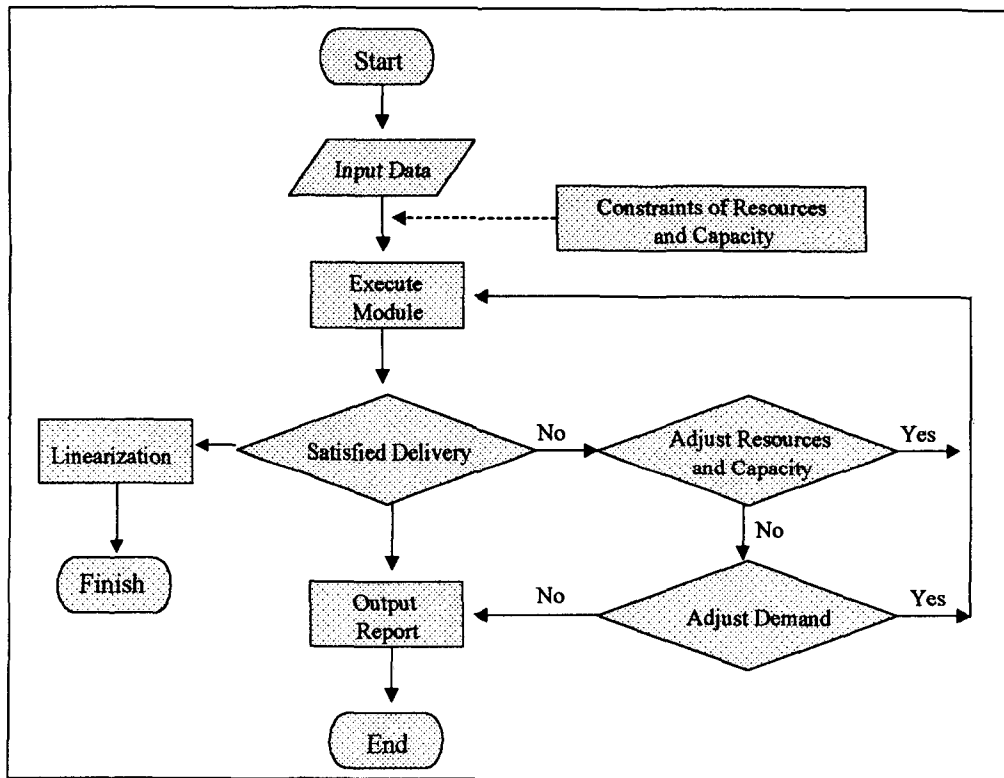 Start
Input Data
Constraints of Resources
and Capacity
Execute
Module
Linearization
Satisfied Delivery
No
Adjust Resources
and Capacity
Yes
No
Finish
Output
Report
No
Adjust Demand
Yes
End